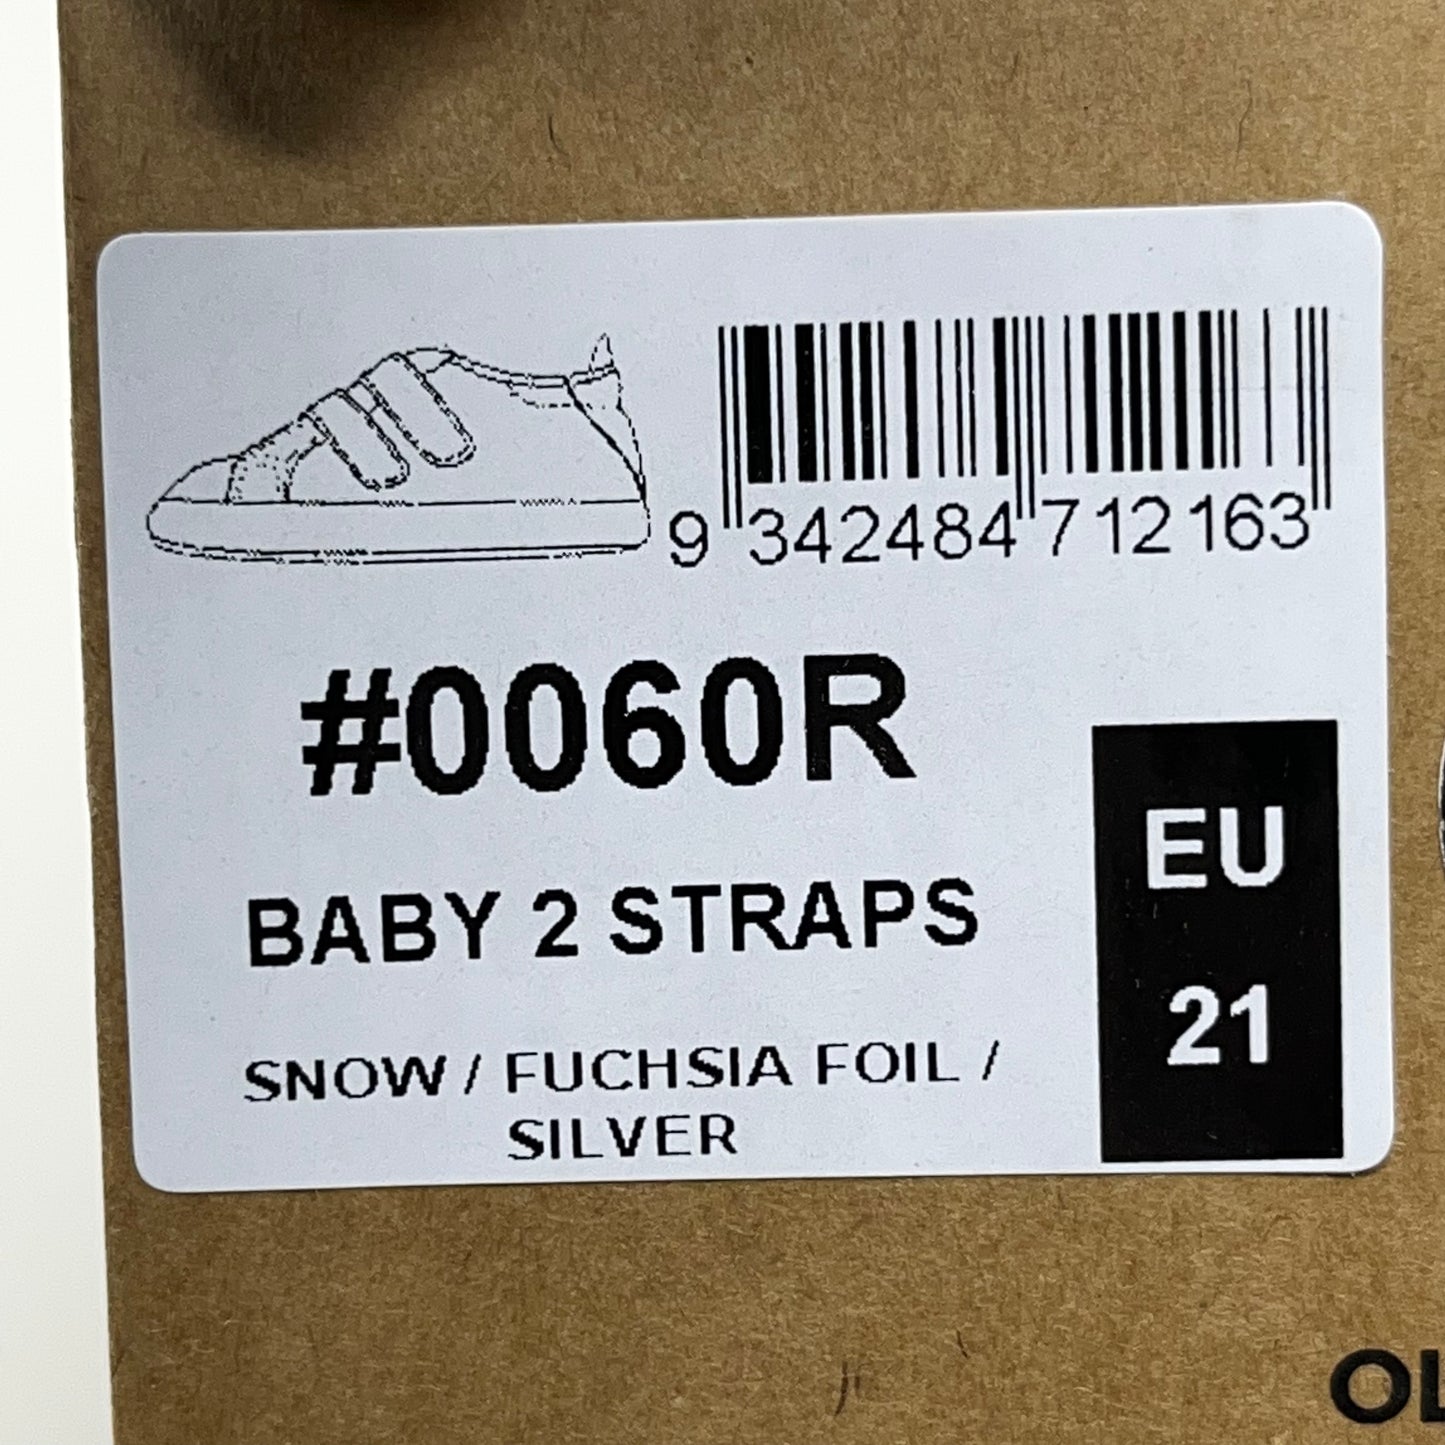 9 342484 712163
#0060R
BABY 2 STRAPS
SNOW / FUCHSIA FOIL /
SILVER
EU
21